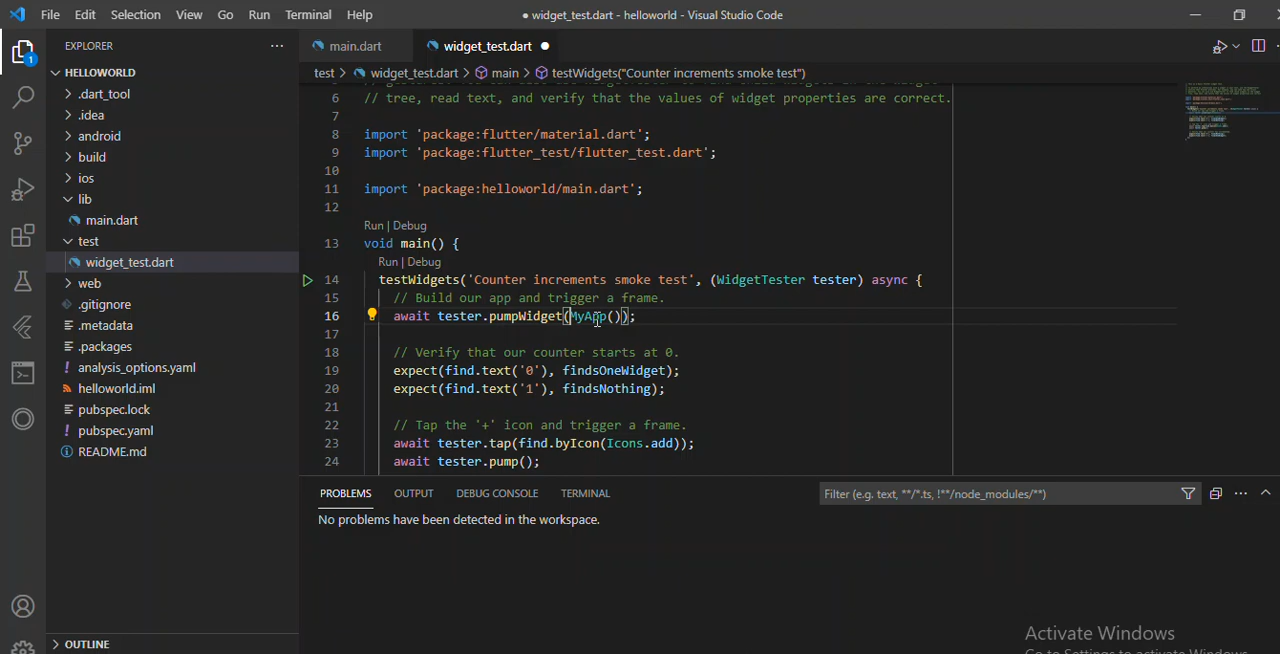 File Edit Selection View Go Run Terminal Help
● widget_test.dart - helloworld - Visual Studio Code
EXPLORER
main.dart
widget_test.dart
test > widget_test.dart > main > testWidgets("Counter increments smoke test")
1
HELLOWORLD
.dart_tool
.idea
android
build
ios
lib
main.dart
test
widget_test.dart
web
.gitignore
.metadata
.packages
analysis_options.yaml
helloworld.iml
pubspec.lock
pubspec.yaml
README.md
OUTLINE
6 // tree, read text, and verify that the values of widget properties are correct.
7
8 import 'package:flutter/material.dart';
9 import 'package:flutter_test/flutter_test.dart';
10
11 import 'package:helloworld/main.dart';
12
Run | Debug
13 void main() {
Run | Debug
14 testWidgets('Counter increments smoke test', (WidgetTester tester) async {
15 // Build our app and trigger a frame.
16 await tester.pumpWidget(MyApp());
17
18 // Verify that our counter starts at 0.
19 expect(find.text('0'), findsOneWidget);
20 expect(find.text('1'), findsNothing);
21
22 // Tap the '+' icon and trigger a frame.
23 await tester.tap(find.byIcon(Icons.add));
24 await tester.pump();
PROBLEMS OUTPUT DEBUG CONSOLE TERMINAL
Filter (e.g. text, **/*.ts, !**/node_modules/**)
No problems have been detected in the workspace.
Activate Windows
Go to Settings to activate Windows.